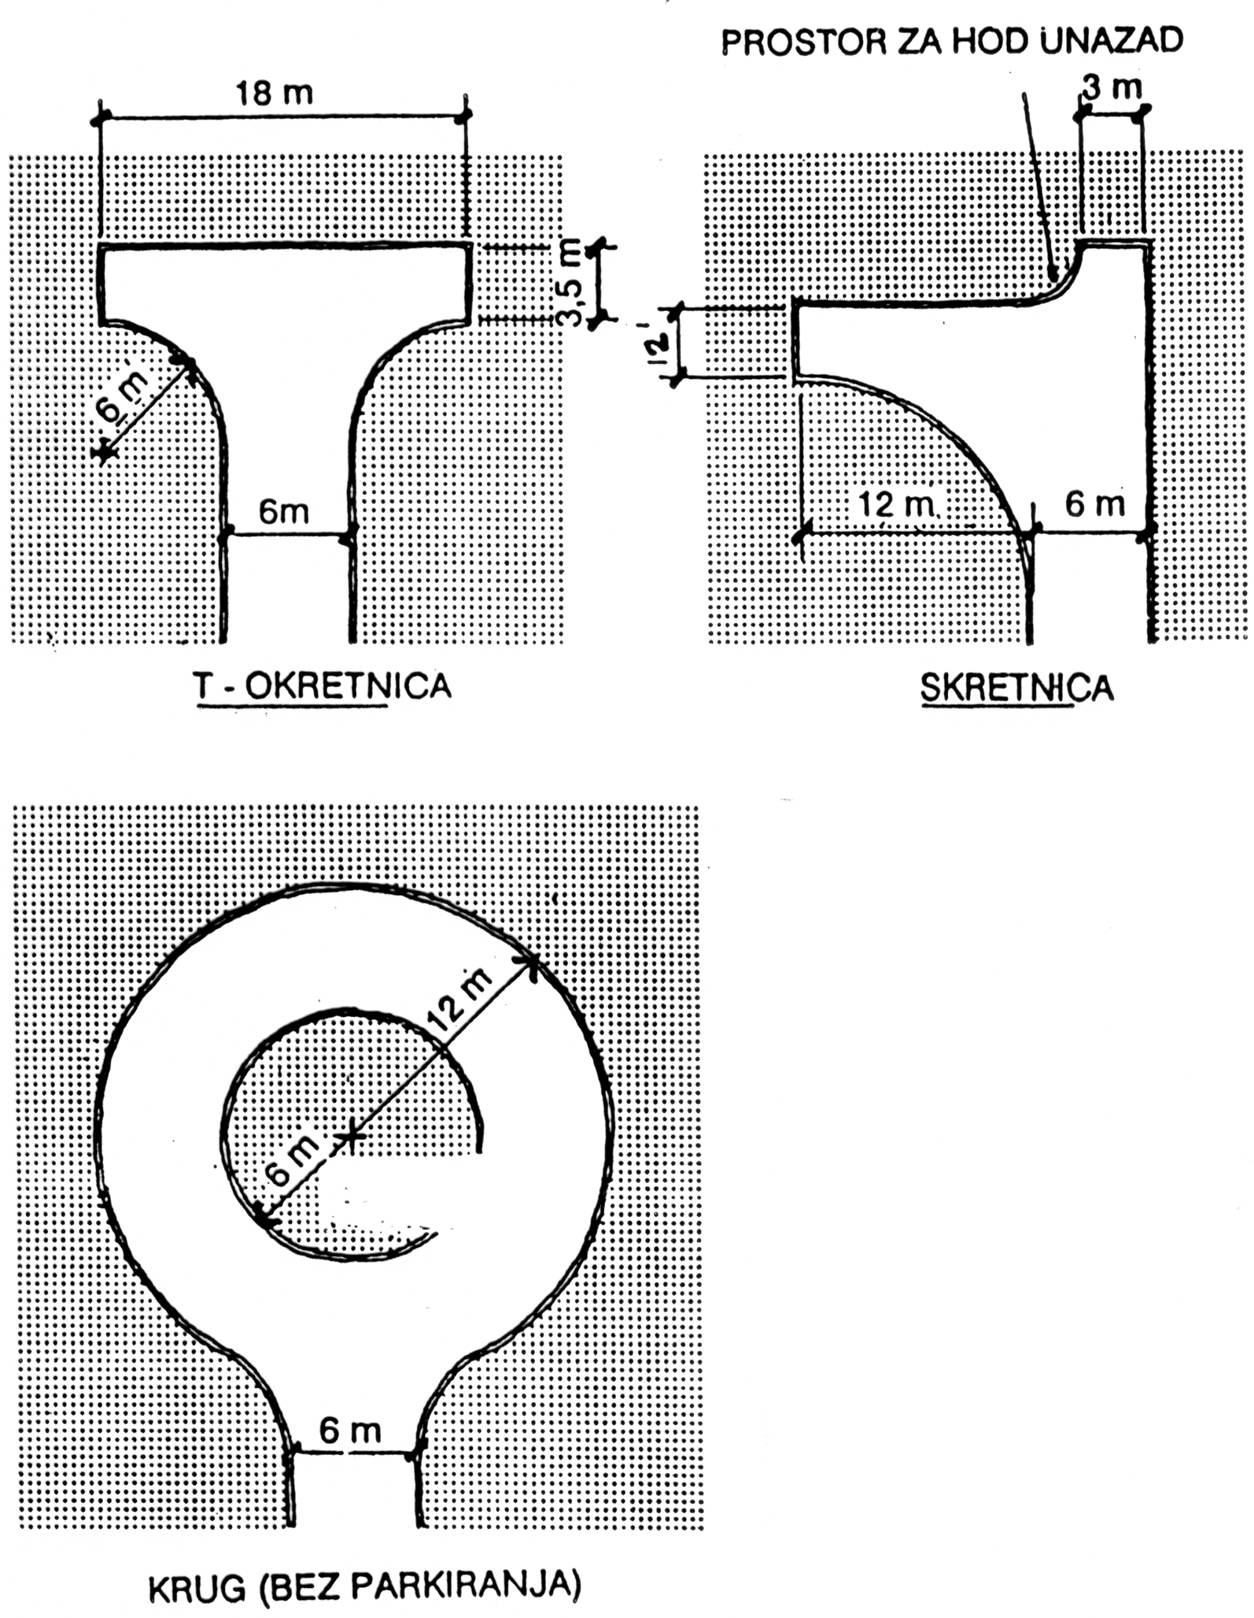 PROSTOR ZA HOD UNAZAD
18 m
3 m
3,5 m
12'
6 m
6m
12 m
6 m
T - OKRETNICA
SKRETNICA
12 m
6 m
6 m
KRUG (BEZ PARKIRANJA)